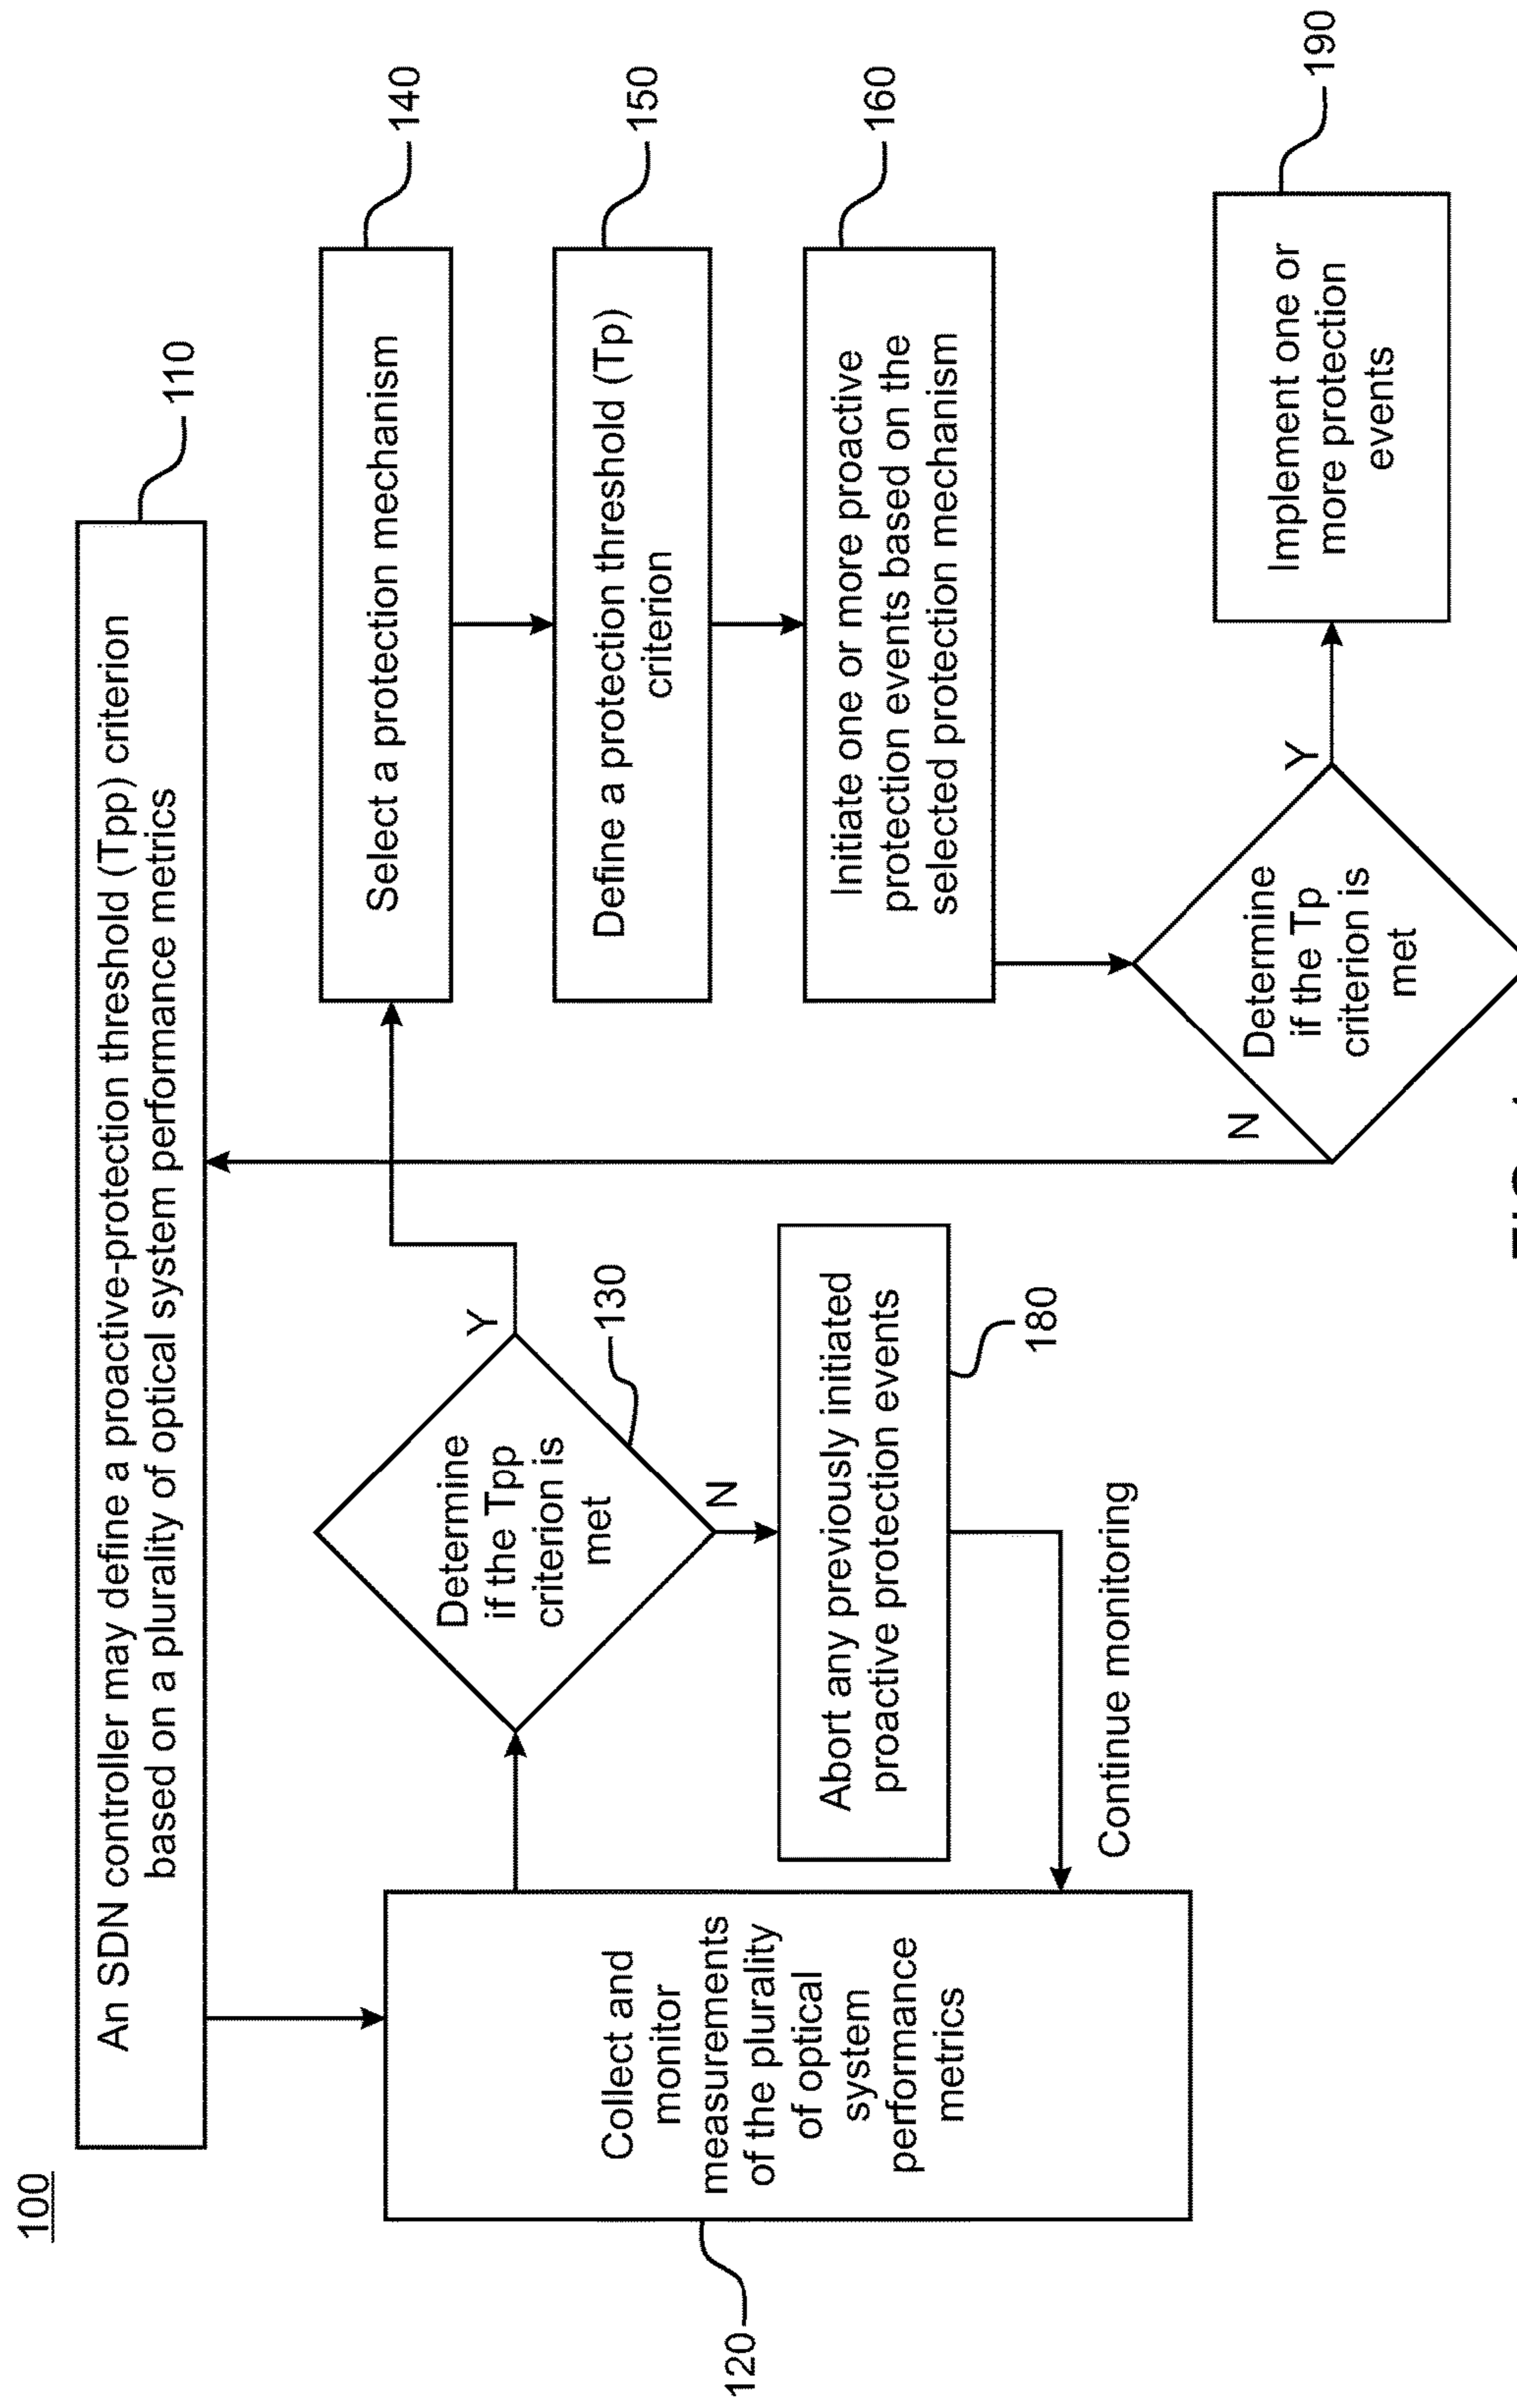 100
An SDN controller may define a proactive-protection threshold (Tpp) criterion
based on a plurality of optical system performance metrics
110
120
Collect and
monitor
measurements
of the plurality
of optical
system
performance
metrics
Determine
if the Tpp
criterion is
met
130
Y
N
Abort any previously initiated
proactive protection events
180
Continue monitoring
Select a protection mechanism
140
Define a protection threshold (Tp)
criterion
150
Initiate one or more proactive
protection events based on the
selected protection mechanism
160
Determine
if the Tp
criterion is
met
N
Y
Implement one or
more protection
events
190